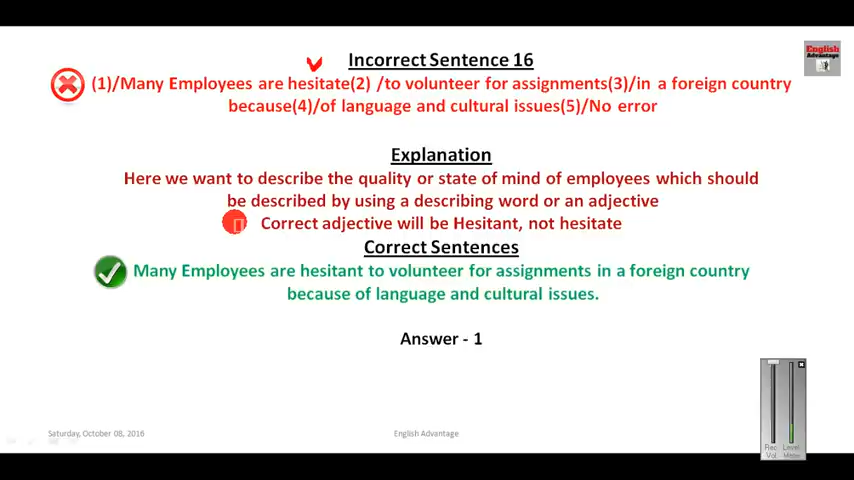 Incorrect Sentence 16
English
Advantage
(1)/Many Employees are hesitate(2) /to volunteer for assignments(3)/in a foreign country
because(4)/of language and cultural issues(5)/No error
Explanation
Here we want to describe the quality or state of mind of employees which should
be described by using a describing word or an adjective
Correct adjective will be Hesitant, not hesitate
Correct Sentences
Many Employees are hesitant to volunteer for assignments in a foreign country
because of language and cultural issues.
Answer - 1
Saturday, October 08, 2016
English Advantage
Rec Level
Vol Meter